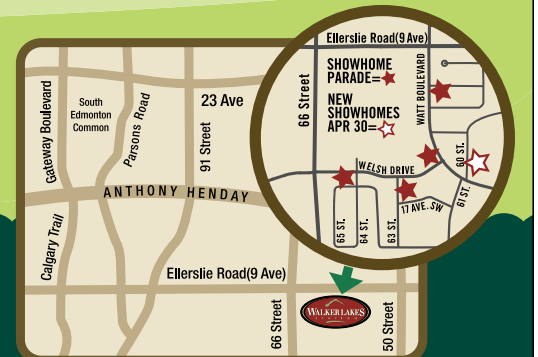 Gateway Boulevard
South
Edmonton
Common
Parsons Road
23 Ave
91 Street
ANTHONY HENDAY
Calgary Trail
Ellerslie Road(9 Ave)
66 Street
50 Street
WALKER LAKES
Ellerslie Road(9 Ave)
SHOWHOME
PARADE=
NEW
SHOWHOMES
APR 30=
66 Street
WATT BOULEVARD
WELSH DRIVE
60 ST.
61 ST.
17 AVE. SW
65 ST.
64 ST.
63 ST.